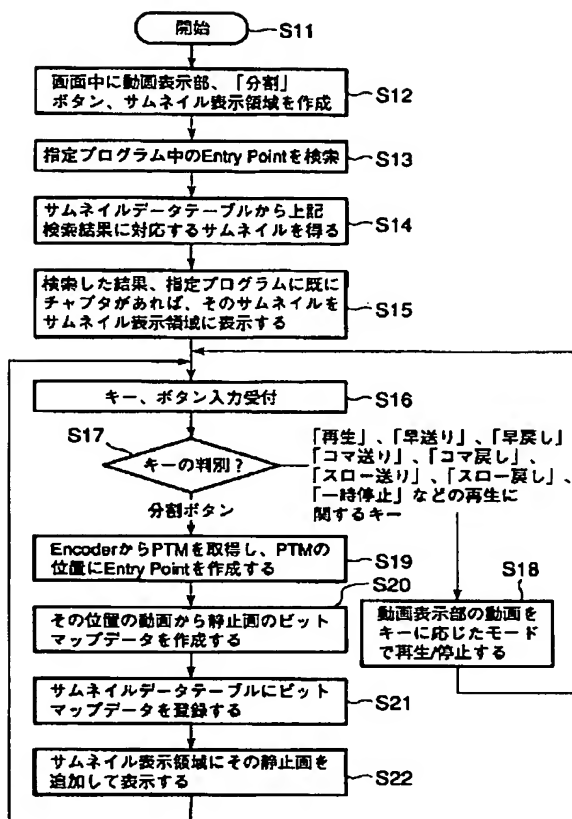 開始
S11
画面中に動画表示部、「分割」
ボタン、サムネイル表示領域を作成
S12
指定プログラム中のEntry Pointを検索
S13
サムネイルデータテーブルから上記
検索結果に対応するサムネイルを得る
S14
検索した結果、指定プログラムに既に
チャプタがあれば、そのサムネイルを
サムネイル表示領域に表示する
S15
キー、ボタン入力受付
S16
S17
キーの判別？
「再生」、「早送り」、「早戻し」
「コマ送り」、「コマ戻し」、
「スロー送り」、「スロー戻し」、
「一時停止」などの再生に
関するキー
分割ボタン
EncoderからPTMを取得し、PTMの
位置にEntry Pointを作成する
S19
S20
S18
その位置の動画から静止画のビット
マップデータを作成する
動画表示部の動画を
キーに応じたモード
で再生/停止する
サムネイルデータテーブルにビット
マップデータを登録する
S21
サムネイル表示領域にその静止画を
追加して表示する
S22